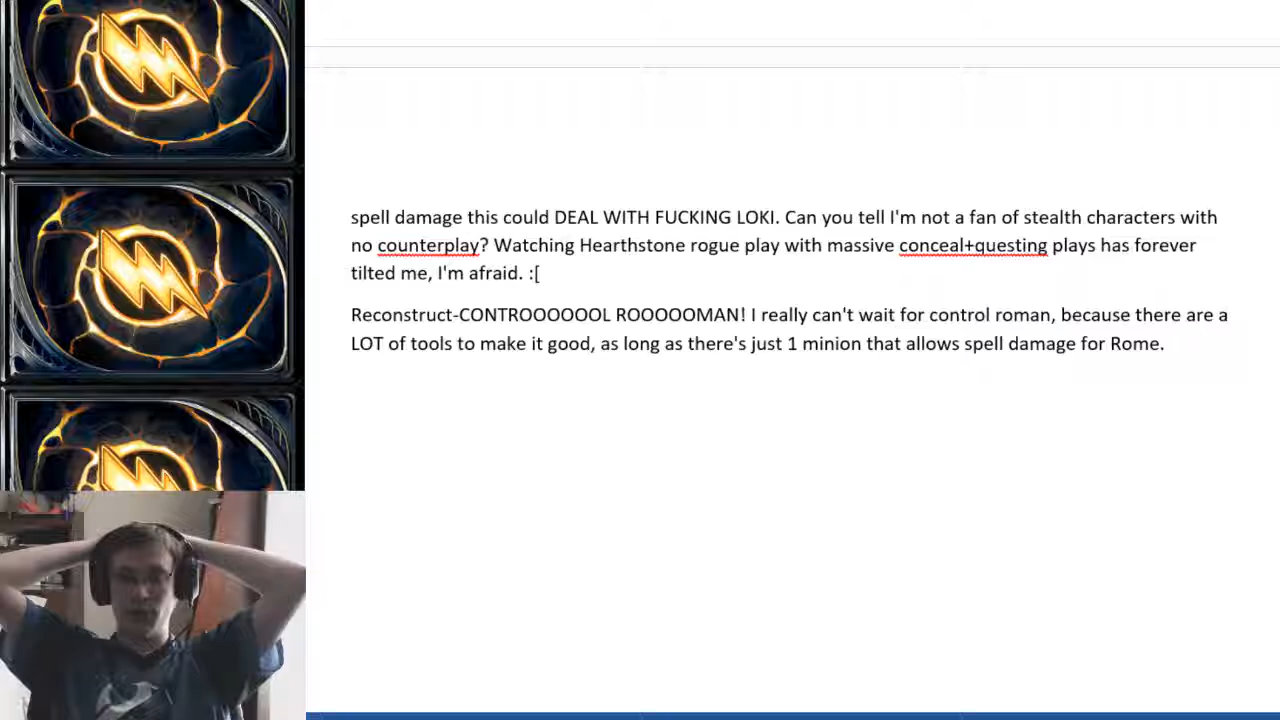 spell damage this could DEAL WITH FUCKING LOKI. Can you tell I'm not a fan of stealth characters with
no counterplay? Watching Hearthstone rogue play with massive conceal+questing plays has forever
tilted me, I'm afraid. :[
Reconstruct-CONTROOOOOOL ROOOOOMAN! I really can't wait for control roman, because there are a
LOT of tools to make it good, as long as there's just 1 minion that allows spell damage for Rome.